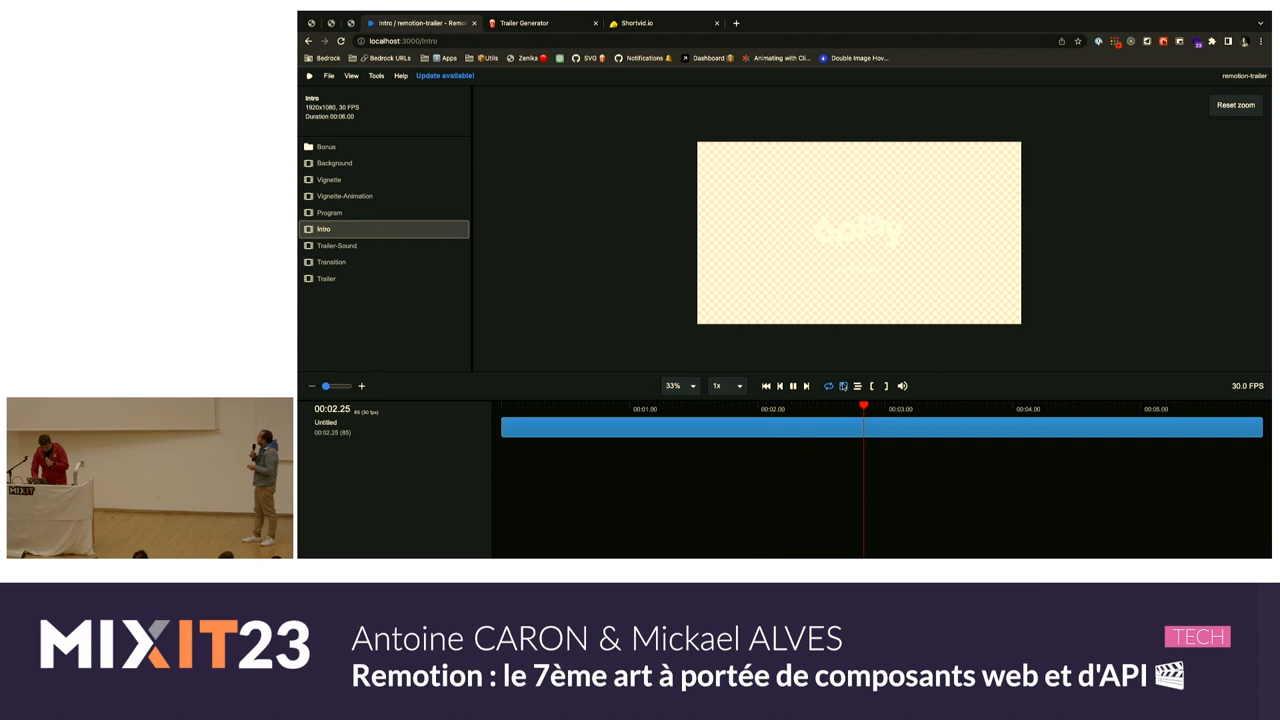 Intro / remotion-trailer - Remo
Trailer Generator
Shortvid.io
localhost:3000/Intro
Bedrock
Bedrock URLs
Apps
Utils
Zenika
SVG
Notifications
Dashboard
Animating with Cli...
Double Image Hov...
File
View
Tools
Help
Update available!
remotion-trailer
Intro
1920x1080, 30 FPS
Duration 00:06.00
Reset zoom
Bonus
Background
Vignette
Vignette-Animation
Program
Intro
Trailer-Sound
Transition
Trailer
33%
1x
30.0 FPS
00:02.25
85 (30 fps)
Untitled
00:02.25 (85)
00:01.00
00:02.00
00:03.00
00:04.00
00:05.00
MIXIT
MIXIT23
Antoine CARON & Mickael ALVES
TECH
Remotion : le 7ème art à portée de composants web et d'API